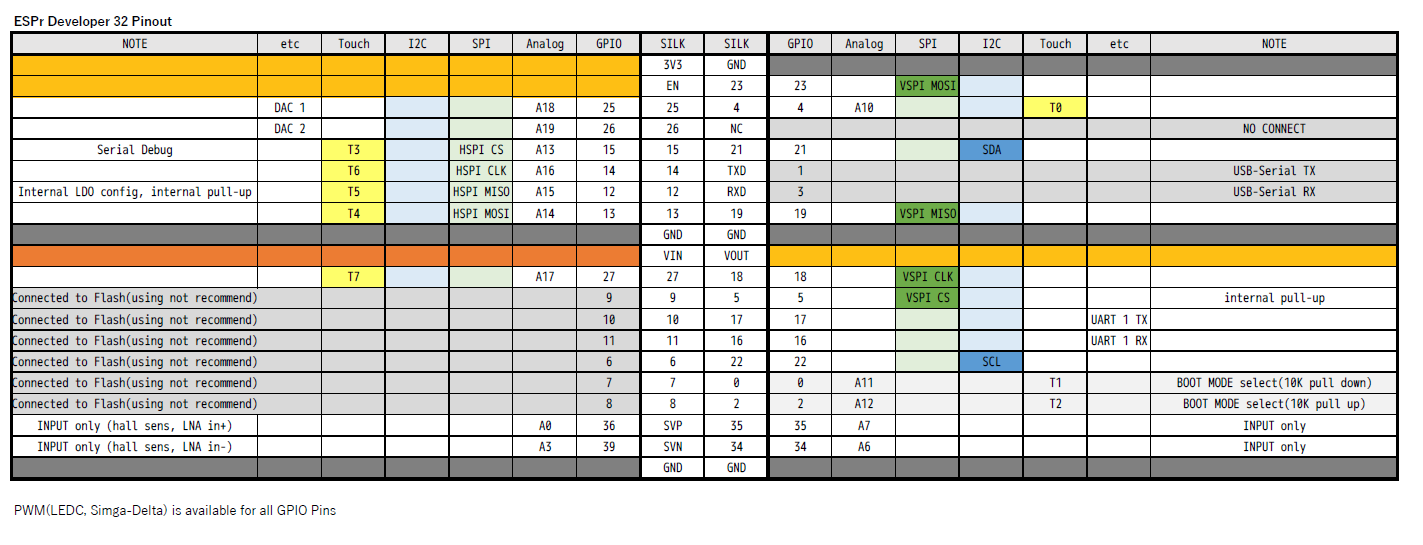 ESPr Developer 32 Pinout
NOTE etc Touch I2C SPI Analog GPIO SILK SILK GPIO Analog SPI I2C Touch etc NOTE
3V3 GND
EN 23 23 VSPI MOSI
DAC 1 A18 25 25 4 4 A10 T0
DAC 2 A19 26 26 NC NO CONNECT
Serial Debug T3 HSPI CS A13 15 15 21 21 SDA
T6 HSPI CLK A16 14 14 TXD 1 USB-Serial TX
Internal LDO config, internal pull-up T5 HSPI MISO A15 12 12 RXD 3 USB-Serial RX
T4 HSPI MOSI A14 13 13 19 19 VSPI MISO
GND GND
VIN VOUT
T7 A17 27 27 18 18 VSPI CLK
Connected to Flash(using not recommend) 9 9 5 5 VSPI CS internal pull-up
Connected to Flash(using not recommend) 10 10 17 17 UART 1 TX
Connected to Flash(using not recommend) 11 11 16 16 UART 1 RX
Connected to Flash(using not recommend) 6 6 22 22 SCL
Connected to Flash(using not recommend) 7 7 0 0 A11 T1 BOOT MODE select(10K pull down)
Connected to Flash(using not recommend) 8 8 2 2 A12 T2 BOOT MODE select(10K pull up)
INPUT only (hall sens, LNA in+) A0 36 SVP 35 35 A7 INPUT only
INPUT only (hall sens, LNA in-) A3 39 SVN 34 34 A6 INPUT only
GND GND
PWM(LEDC, Simga-Delta) is available for all GPIO Pins